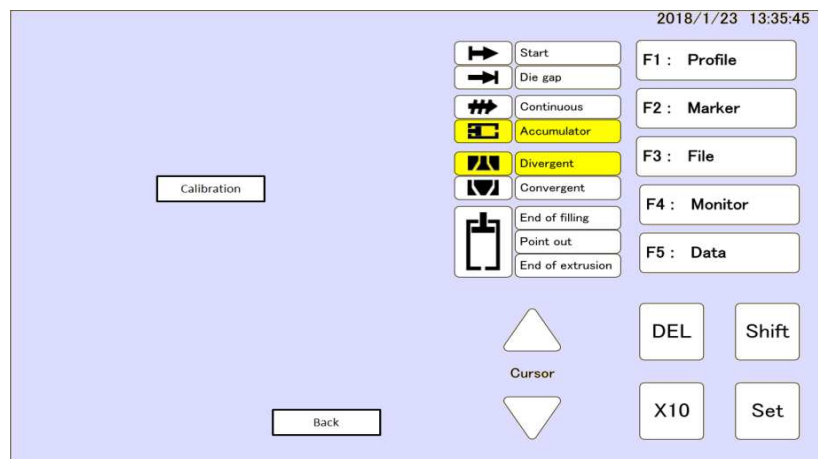 2018/1/23 13:35:45
Start
Die gap
Continuous
Accumulator
Divergent
Convergent
End of filling
Point out
End of extrusion
F1 : Profile
F2 : Marker
F3 : File
F4 : Monitor
F5 : Data
Calibration
Back
Cursor
DEL
Shift
X10
Set